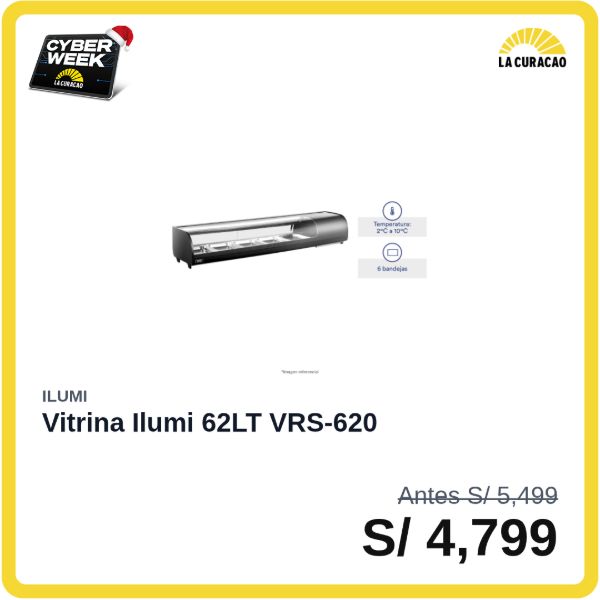 CYBER
WEEK
LA CURACAO
LA CURACAO
Temperatura:
2°C a 10°C
6 bandejas
*Imagen referencial
ILUMI
Vitrina Ilumi 62LT VRS-620
Antes S/ 5,499
S/ 4,799